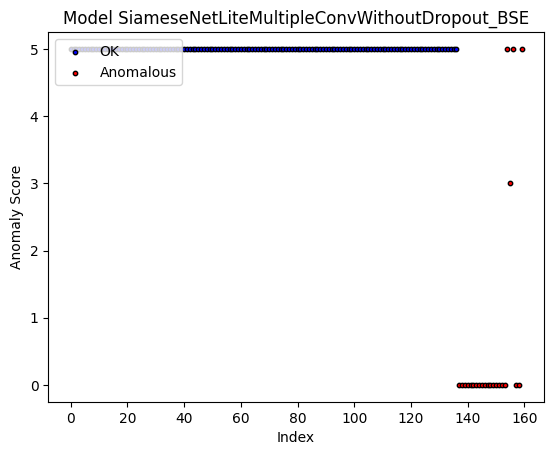 Model SiameseNetLiteMultipleConvWithoutDropout_BSE
OK
Anomalous
Anomaly Score
5
4
3
2
1
0
0 20 40 60 80 100 120 140 160
Index